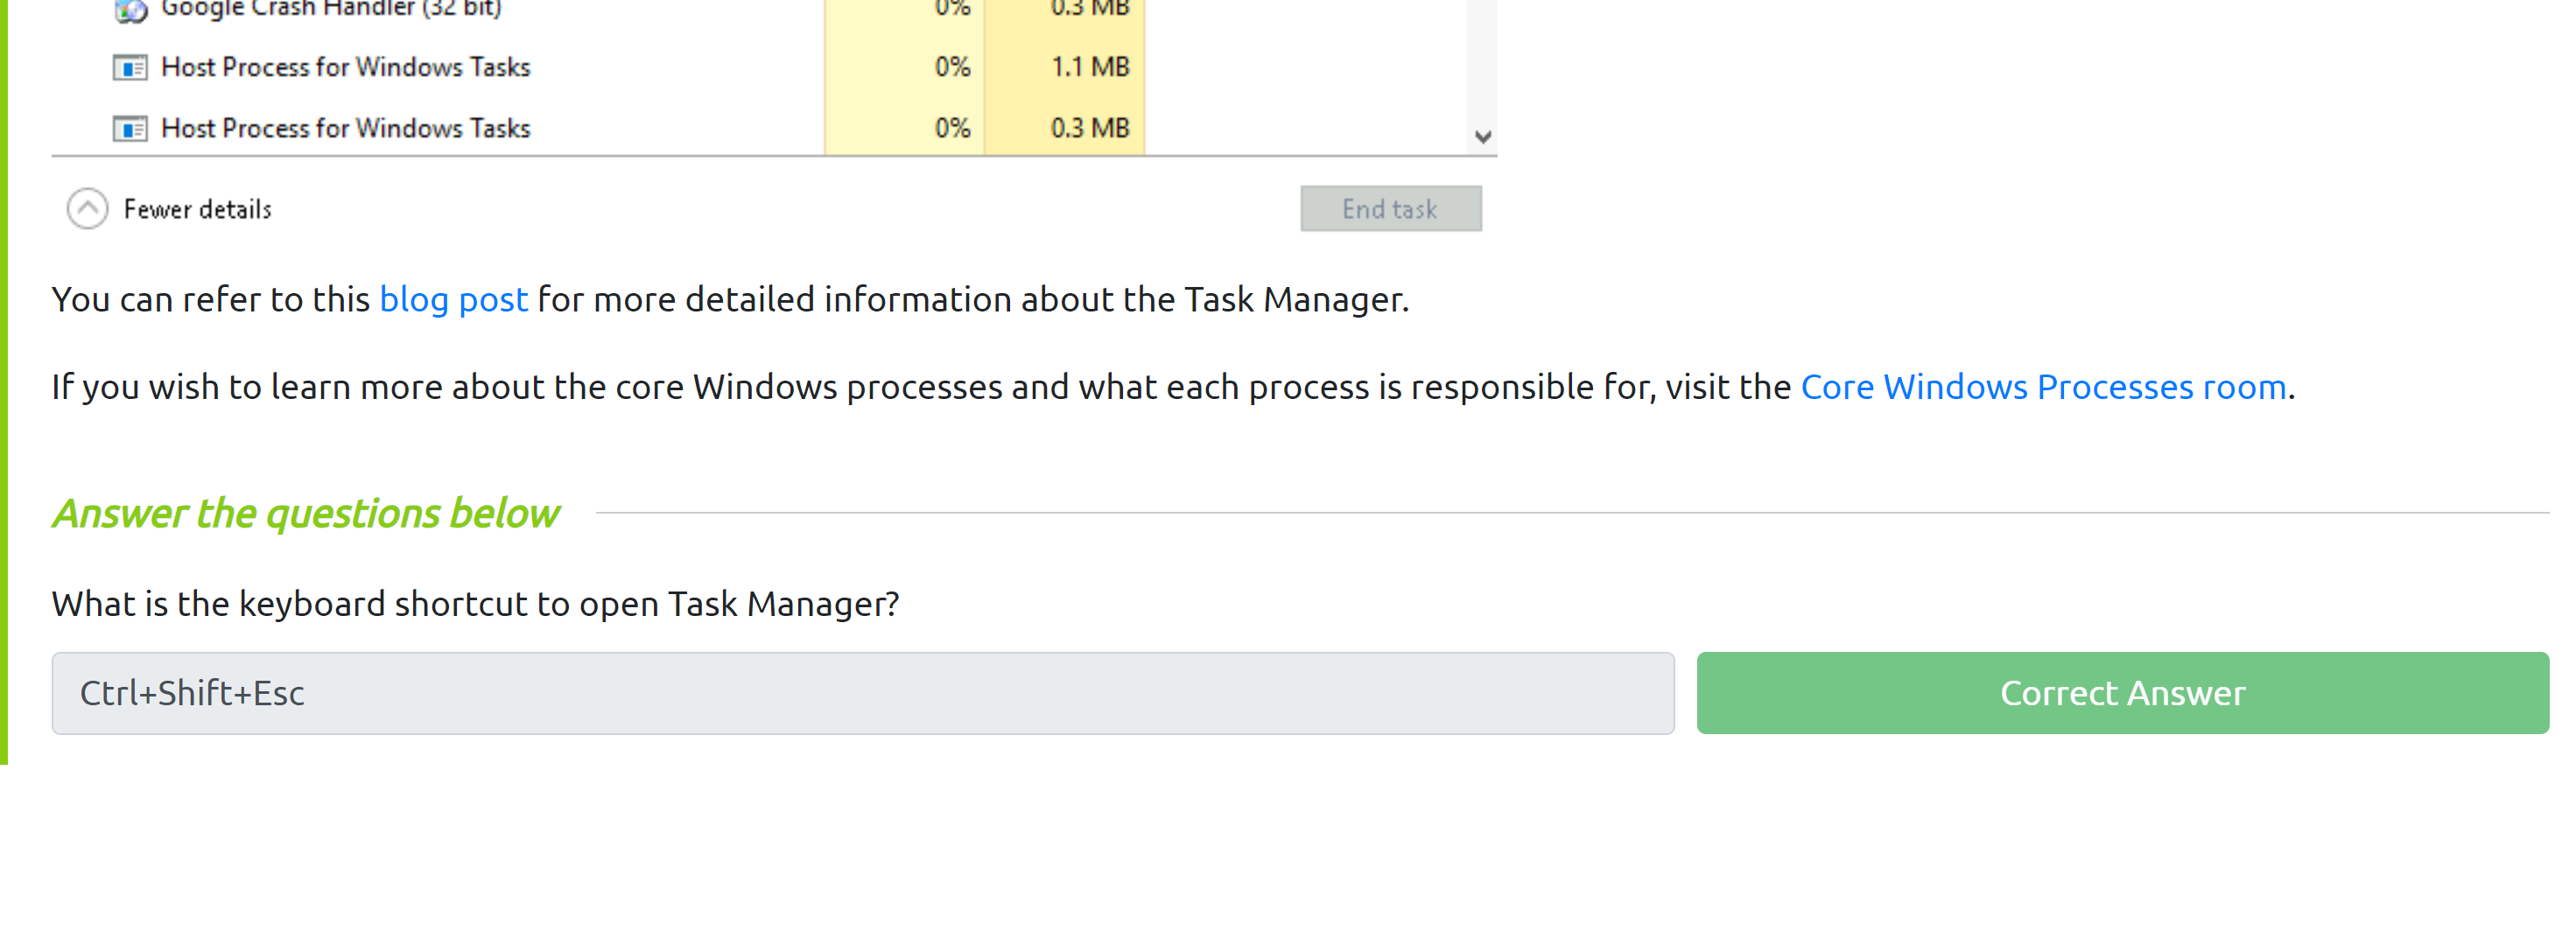 Google Crash Handler (32 bit) 0% 0.3 MB
Host Process for Windows Tasks 0% 1.1 MB
Host Process for Windows Tasks 0% 0.3 MB
Fewer details End task
You can refer to this blog post for more detailed information about the Task Manager.
If you wish to learn more about the core Windows processes and what each process is responsible for, visit the Core Windows Processes room.
Answer the questions below
What is the keyboard shortcut to open Task Manager?
Ctrl+Shift+Esc Correct Answer